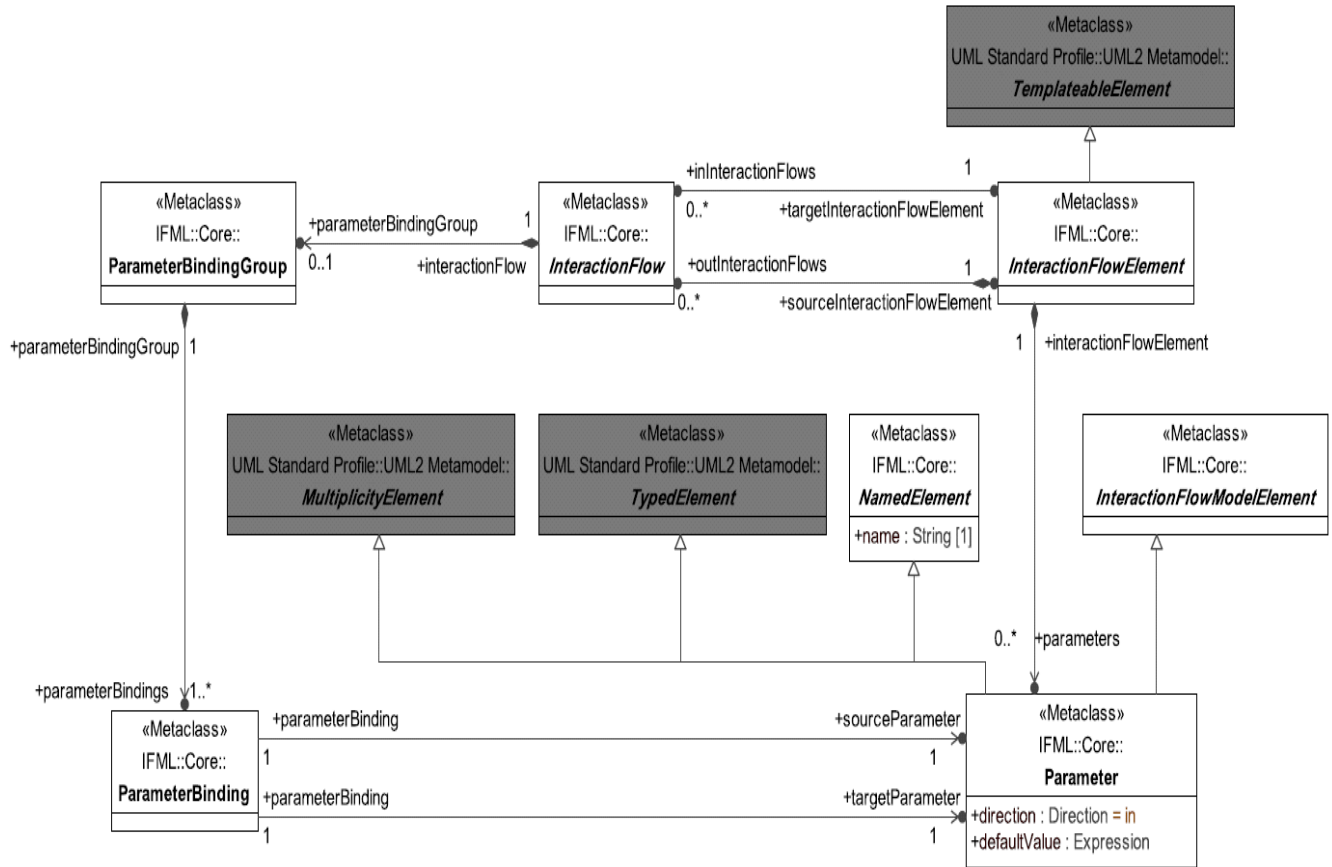 «Metaclass»
UML Standard Profile::UML2 Metamodel::
TemplateableElement
«Metaclass»
IFML::Core::
ParameterBindingGroup
+parameterBindingGroup
0..1
1
+interactionFlow
«Metaclass»
IFML::Core::
InteractionFlow
+inInteractionFlows
0..*
1
+targetInteractionFlowElement
+outInteractionFlows
0..*
1
+sourceInteractionFlowElement
«Metaclass»
IFML::Core::
InteractionFlowElement
+parameterBindingGroup
1
1
+interactionFlowElement
«Metaclass»
UML Standard Profile::UML2 Metamodel::
MultiplicityElement
«Metaclass»
UML Standard Profile::UML2 Metamodel::
TypedElement
«Metaclass»
IFML::Core::
NamedElement
+name : String [1]
«Metaclass»
IFML::Core::
InteractionFlowModelElement
0..*
+parameters
+parameterBindings
1..*
«Metaclass»
IFML::Core::
ParameterBinding
+parameterBinding
1
+sourceParameter
1
+parameterBinding
1
+targetParameter
1
«Metaclass»
IFML::Core::
Parameter
+direction : Direction = in
+defaultValue : Expression